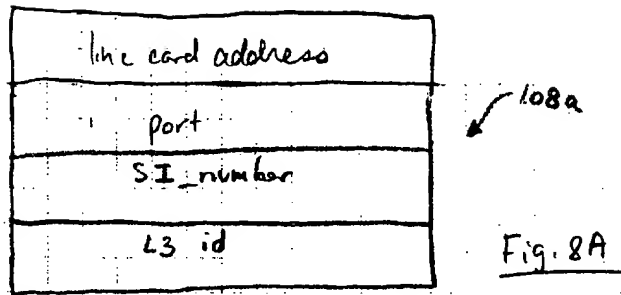 line card address
108a
port
SI_number
L3 id
Fig. 8A